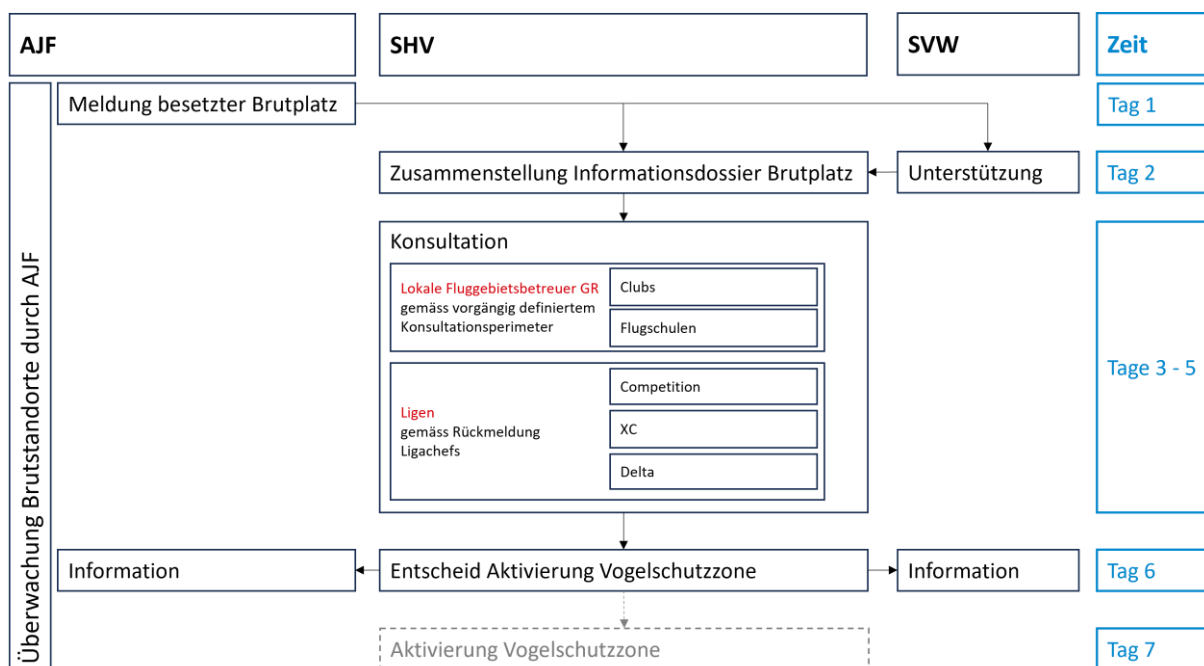 AJF
SHV
SVW
Zeit
Überwachung Brutstandorte durch AJF
Meldung besetzter Brutplatz
Tag 1
Zusammenstellung Informationsdossier Brutplatz
Unterstützung
Tag 2
Konsultation
Lokale Fluggebietsbetreuer GR
gemäss vorgängig definiertem
Konsultationsperimeter
Clubs
Flugschulen
Ligen
gemäss Rückmeldung
Ligachefs
Competition
XC
Delta
Tage 3 - 5
Information
Entscheid Aktivierung Vogelschutzzone
Information
Tag 6
Aktivierung Vogelschutzzone
Tag 7